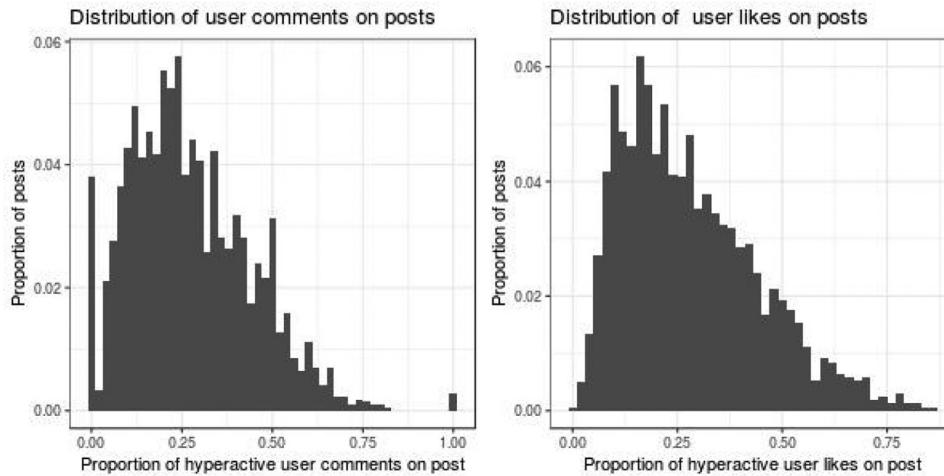 Distribution of user comments on posts
0.06
0.04
0.02
0.00
Proportion of posts
0.00 0.25 0.50 0.75 1.00
Proportion of hyperactive user comments on post
Distribution of  user likes on posts
0.06
0.04
0.02
0.00
Proportion of posts
0.00 0.25 0.50 0.75
Proportion of hyperactive user likes on post